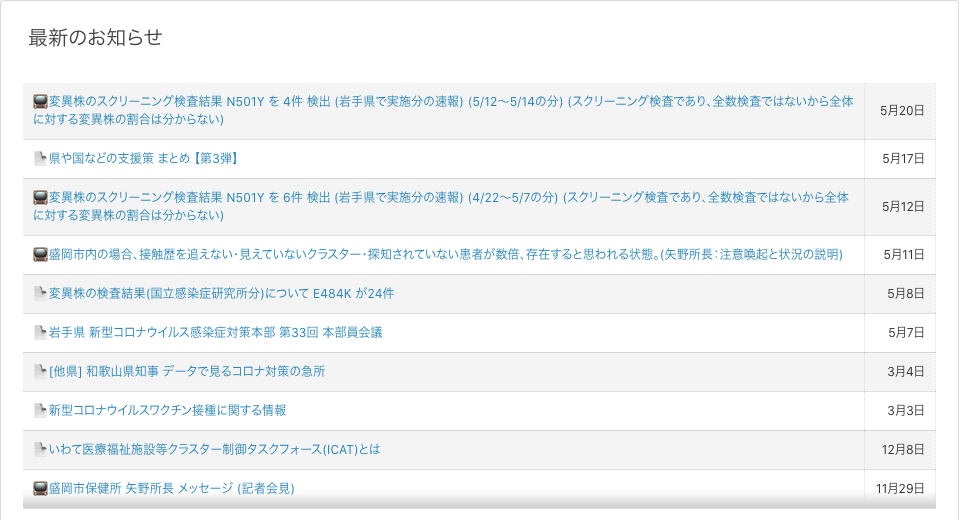 最新のお知らせ
変異株のスクリーニング検査結果 N501Y を 4件 検出 (岩手県で実施分の速報) (5/12～5/14の分) (スクリーニング検査であり、全数検査ではないから全体
に対する変異株の割合は分からない)
5月20日
県や国などの支援策 まとめ 【第3弾】
5月17日
変異株のスクリーニング検査結果 N501Y を 6件 検出 (岩手県で実施分の速報) (4/22～5/7の分) (スクリーニング検査であり、全数検査ではないから全体
に対する変異株の割合は分からない)
5月12日
盛岡市内の場合、接触歴を追えない・見えていないクラスター・探知されていない患者が数倍、存在すると思われる状態。(矢野所長：注意喚起と状況の説明)
5月11日
変異株の検査結果(国立感染症研究所分)について E484K が24件
5月8日
岩手県 新型コロナウイルス感染症対策本部 第33回 本部員会議
5月7日
[他県] 和歌山県知事 データで見るコロナ対策の急所
3月4日
新型コロナウイルスワクチン接種に関する情報
3月3日
いわて医療福祉施設等クラスター制御タスクフォース(ICAT)とは
12月8日
盛岡市保健所 矢野所長 メッセージ (記者会見)
11月29日